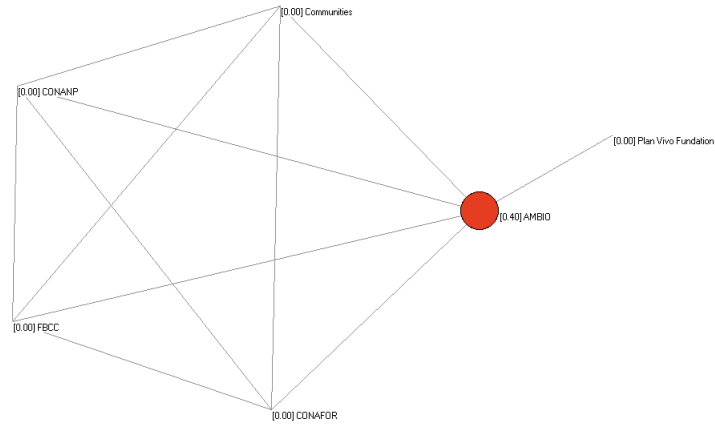 [0.00] Communities
[0.00] CONANP
[0.00] Plan Vivo Fundation
[0.40] AMBIO
[0.00] FBCC
[0.00] CONAFOR